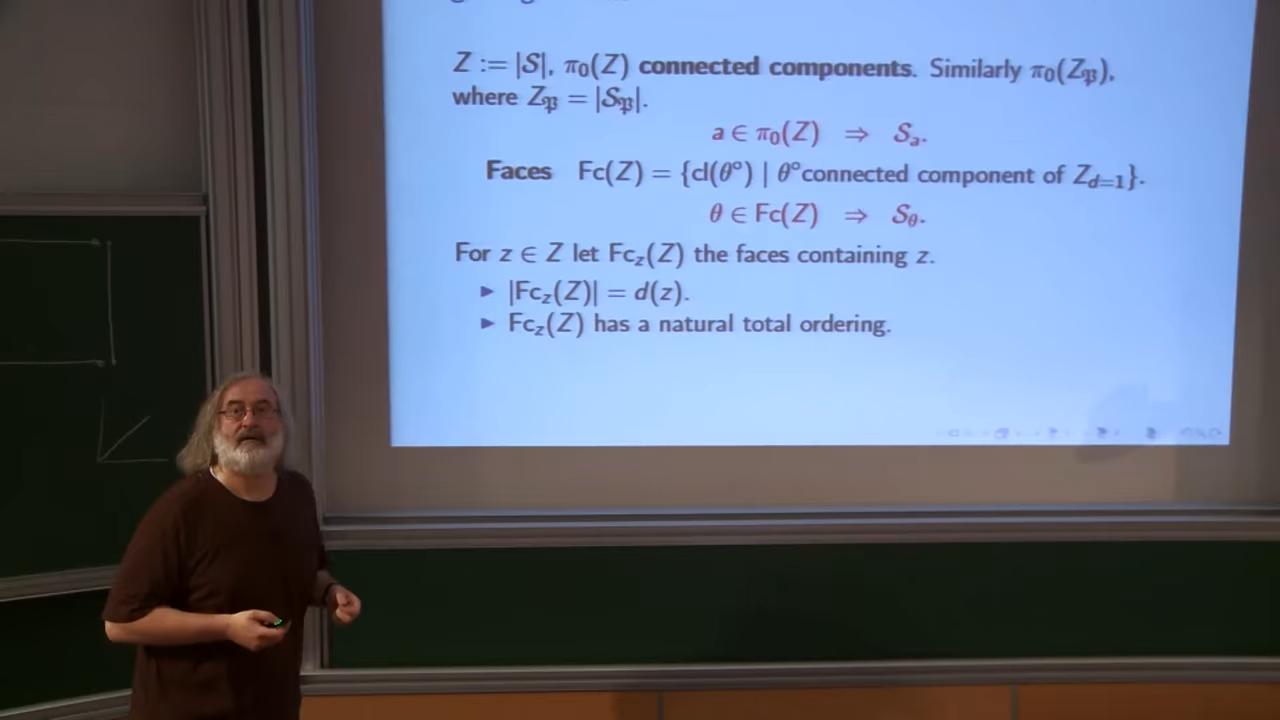 Z := |𝒮|, π₀(Z) connected components. Similarly π₀(Z_𝔓),
where Z_𝔓 = |𝒮_𝔓|.
a ∈ π₀(Z) ⇒ 𝒮ₐ.
Faces Fc(Z) = {cl(θ°) | θ°connected component of Z_{d=1}}.
θ ∈ Fc(Z) ⇒ 𝒮_θ.
For z ∈ Z let Fc_z(Z) the faces containing z.
▶ |Fc_z(Z)| = d(z).
▶ Fc_z(Z) has a natural total ordering.